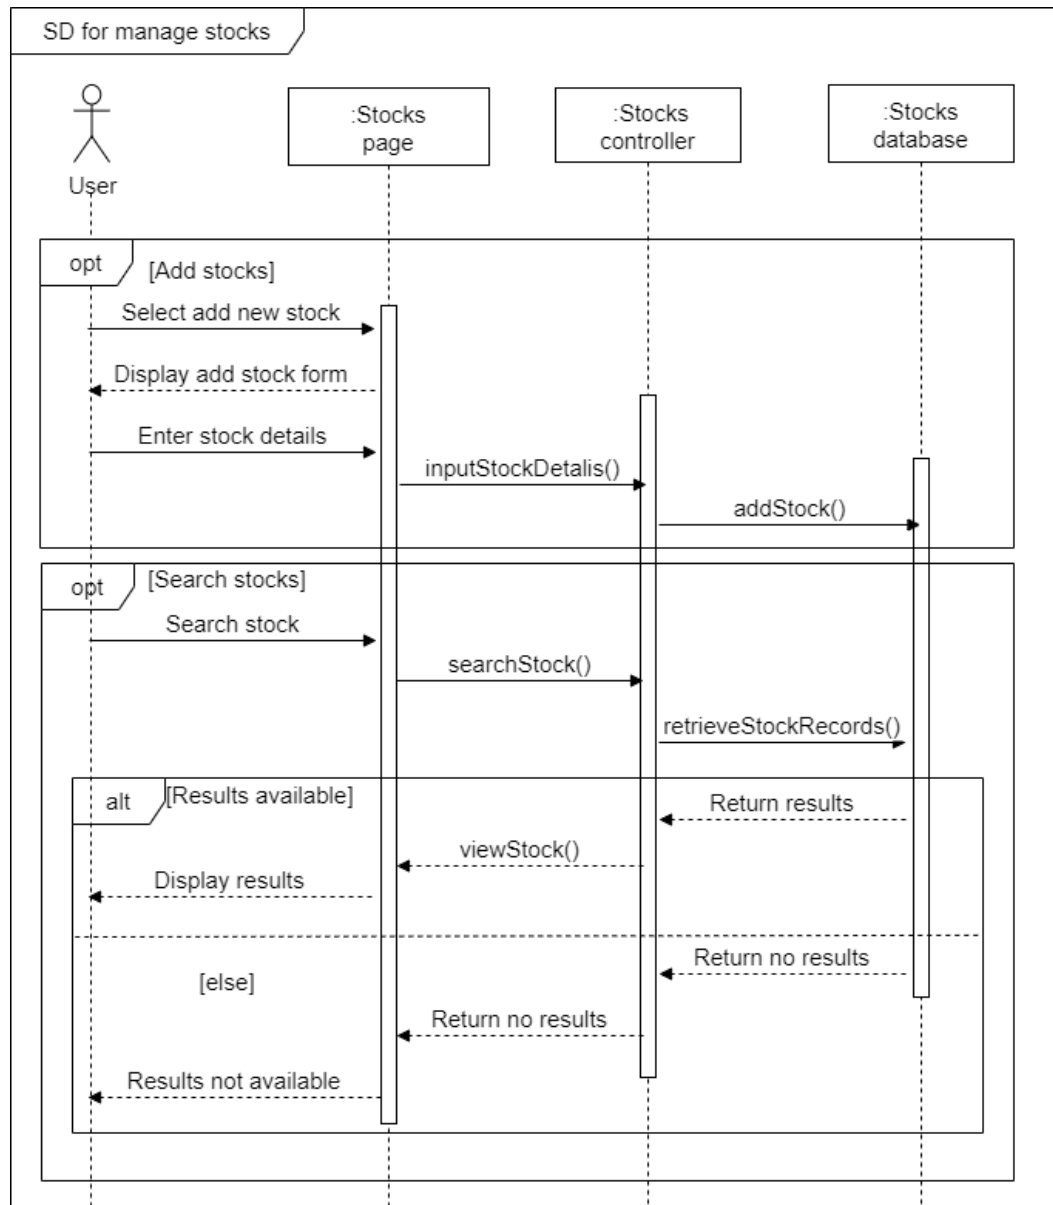 SD for manage stocks
User
:Stocks
page
:Stocks
controller
:Stocks
database
opt
[Add stocks]
Select add new stock
Display add stock form
Enter stock details
inputStockDetalis()
addStock()
opt
[Search stocks]
Search stock
searchStock()
retrieveStockRecords()
alt
[Results available]
Return results
viewStock()
Display results
Return no results
[else]
Return no results
Results not available